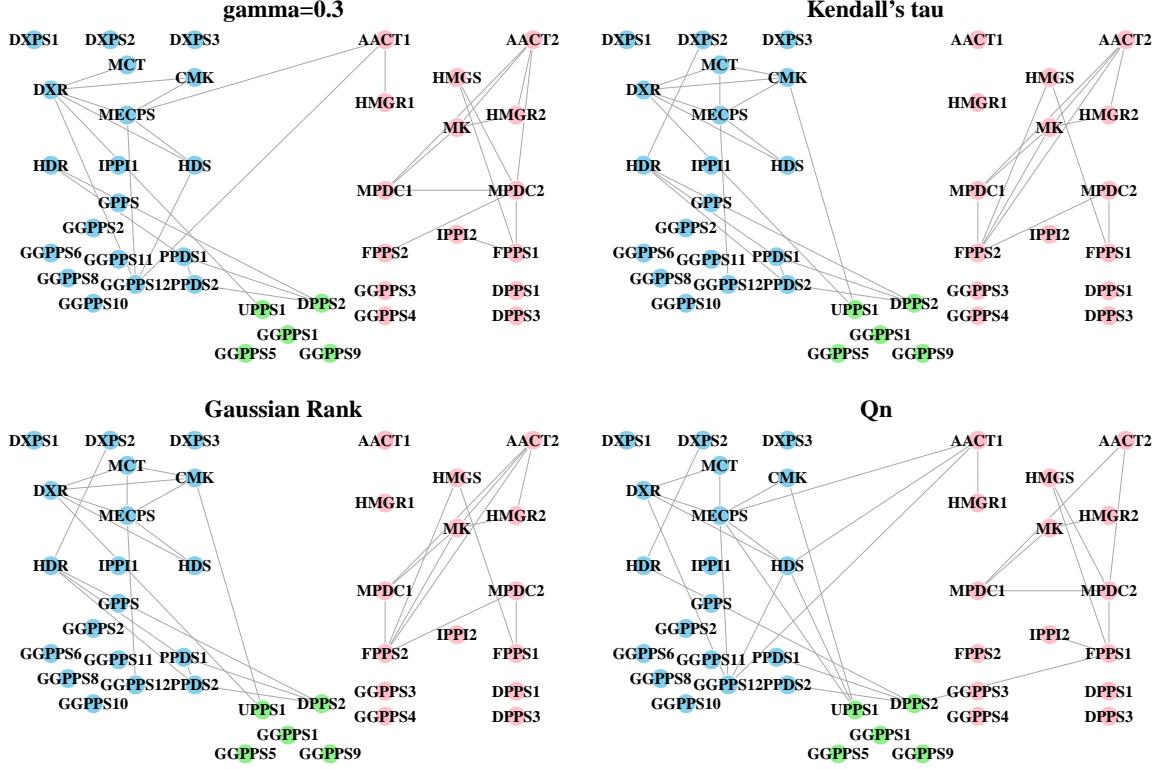 gamma=0.3
DXPS1 DXPS2 DXPS3 AACT1 AACT2
MCT
CMK HMGS
DXR
HMGR1
MECPS HMGR2
MK
HDR IPPI1 HDS
MPDC1 MPDC2
GPPS
GGPPS2 IPPI2
GGPPS6 GGPPS11 PPDS1 FPPS2 FPPS1
GGPPS8 GGPPS12 PPDS2 GGPPS3 DPPS1
GGPPS10 UPPS1 DPPS2 GGPPS4 DPPS3
GGPPS1
GGPPS5 GGPPS9
Kendall's tau
DXPS1 DXPS2 DXPS3 AACT1 AACT2
MCT
CMK HMGS
DXR
HMGR1
MECPS HMGR2
MK
HDR IPPI1 HDS
MPDC1 MPDC2
GPPS
GGPPS2 IPPI2
GGPPS6 GGPPS11 PPDS1 FPPS2 FPPS1
GGPPS8 GGPPS12 PPDS2 GGPPS3 DPPS1
GGPPS10 UPPS1 DPPS2 GGPPS4 DPPS3
GGPPS1
GGPPS5 GGPPS9
Gaussian Rank
DXPS1 DXPS2 DXPS3 AACT1 AACT2
MCT
CMK HMGS
DXR
HMGR1
MECPS HMGR2
MK
HDR IPPI1 HDS
MPDC1 MPDC2
GPPS
GGPPS2 IPPI2
GGPPS6 GGPPS11 PPDS1 FPPS2 FPPS1
GGPPS8 GGPPS12 PPDS2 GGPPS3 DPPS1
GGPPS10 UPPS1 DPPS2 GGPPS4 DPPS3
GGPPS1
GGPPS5 GGPPS9
Qn
DXPS1 DXPS2 DXPS3 AACT1 AACT2
MCT
CMK HMGS
DXR
HMGR1
MECPS HMGR2
MK
HDR IPPI1 HDS
MPDC1 MPDC2
GPPS
GGPPS2 IPPI2
GGPPS6 GGPPS11 PPDS1 FPPS2 FPPS1
GGPPS8 GGPPS12 PPDS2 GGPPS3 DPPS1
GGPPS10 UPPS1 DPPS2 GGPPS4 DPPS3
GGPPS1
GGPPS5 GGPPS9